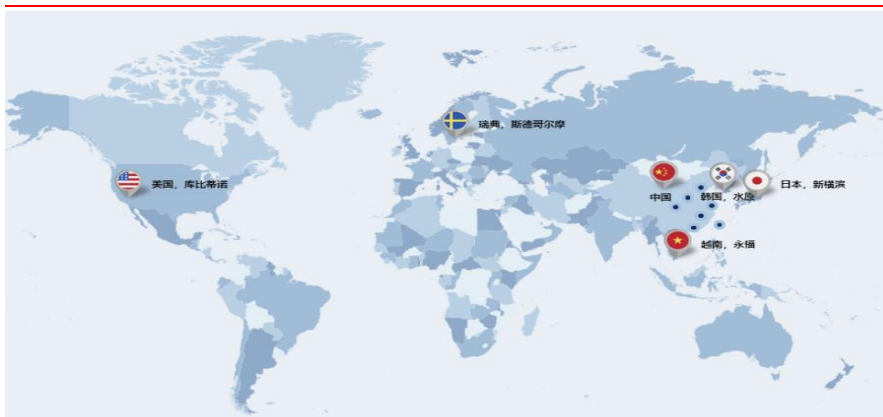 瑞典，斯德哥尔摩
美国，库比蒂诺
中国
韩国，水原
日本，新横滨
越南，永福